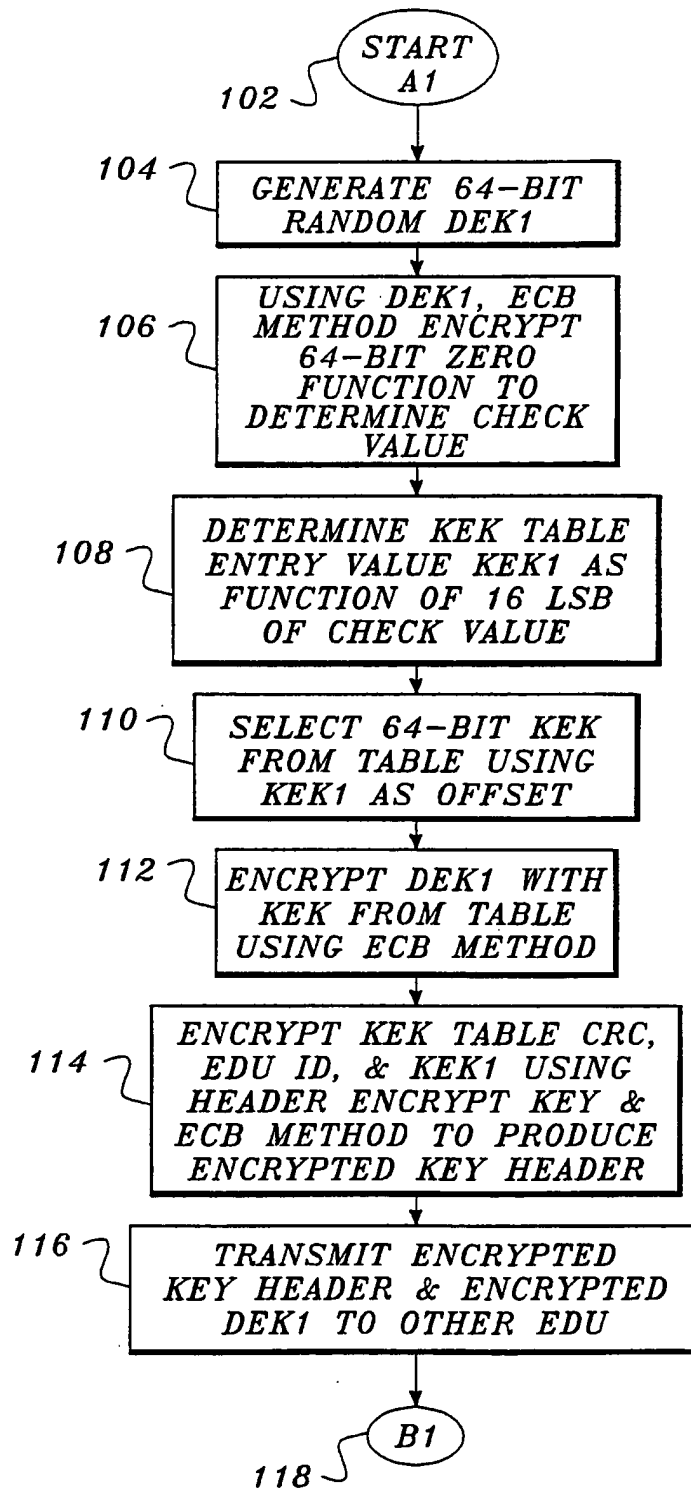 START
A1
102
104
GENERATE 64-BIT
RANDOM DEK1
106
USING DEK1, ECB
METHOD ENCRYPT
64-BIT ZERO
FUNCTION TO
DETERMINE CHECK
VALUE
108
DETERMINE KEK TABLE
ENTRY VALUE KEK1 AS
FUNCTION OF 16 LSB
OF CHECK VALUE
110
SELECT 64-BIT KEK
FROM TABLE USING
KEK1 AS OFFSET
112
ENCRYPT DEK1 WITH
KEK FROM TABLE
USING ECB METHOD
114
ENCRYPT KEK TABLE CRC,
EDU ID, & KEK1 USING
HEADER ENCRYPT KEY &
ECB METHOD TO PRODUCE
ENCRYPTED KEY HEADER
116
TRANSMIT ENCRYPTED
KEY HEADER & ENCRYPTED
DEK1 TO OTHER EDU
B1
118